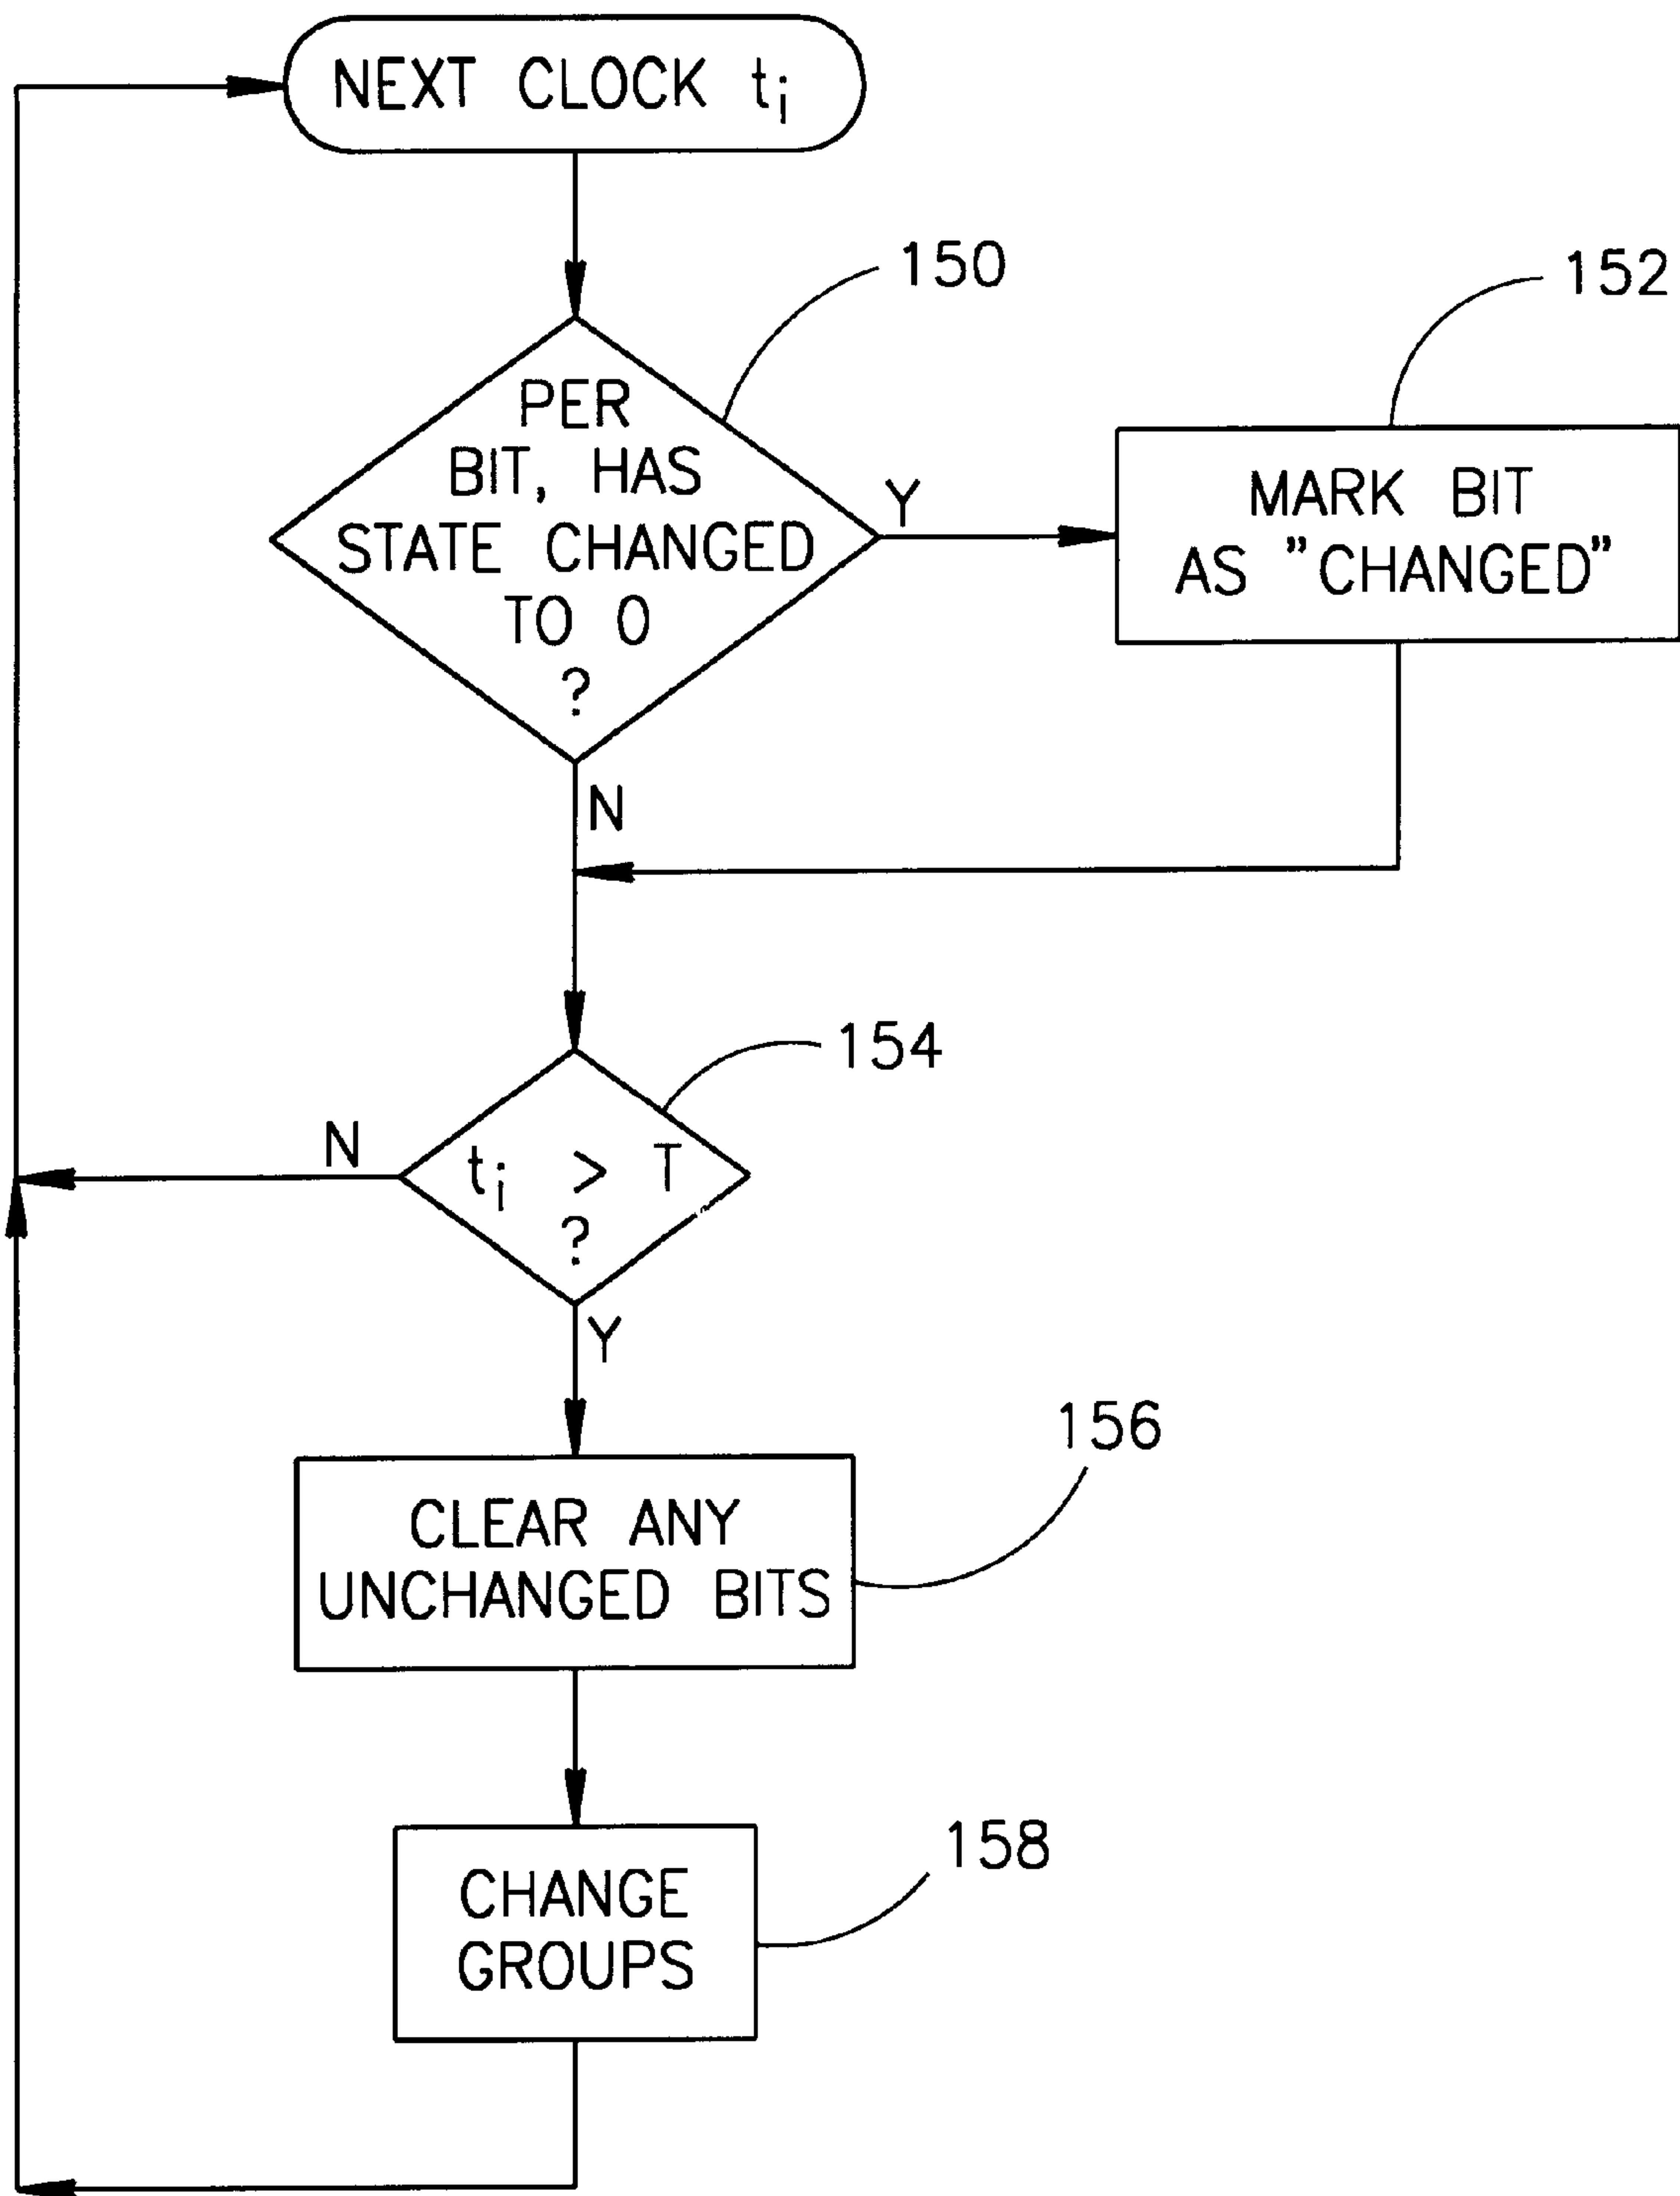 NEXT CLOCK ti
150
152
PER
BIT, HAS
STATE CHANGED
TO 0
?
Y
MARK BIT
AS "CHANGED"
N
154
N
ti > T
?
Y
156
CLEAR ANY
UNCHANGED BITS
158
CHANGE
GROUPS